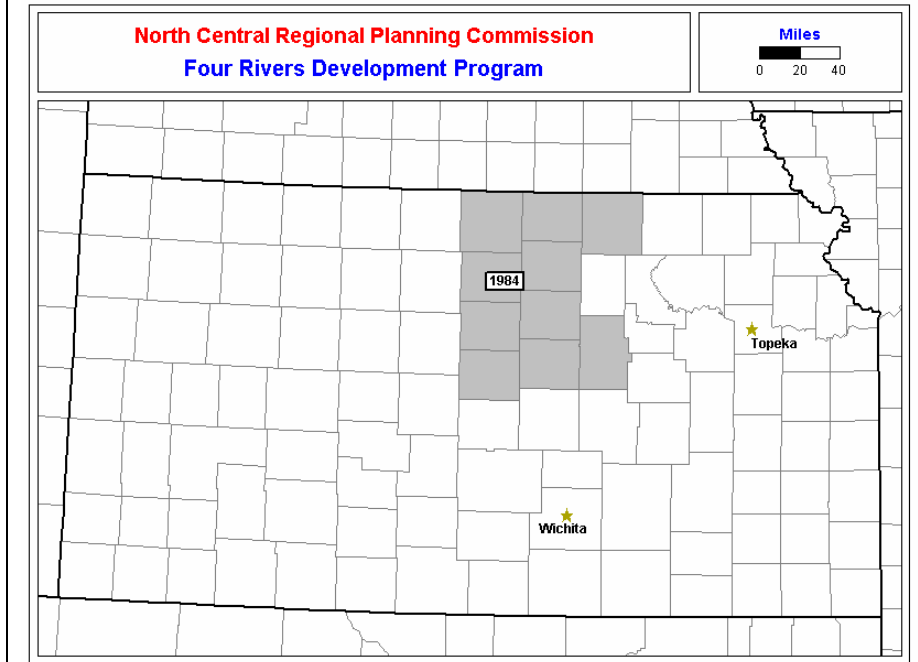 North Central Regional Planning Commission
Four Rivers Development Program
Miles
0 20 40
1984
Topeka
Wichita